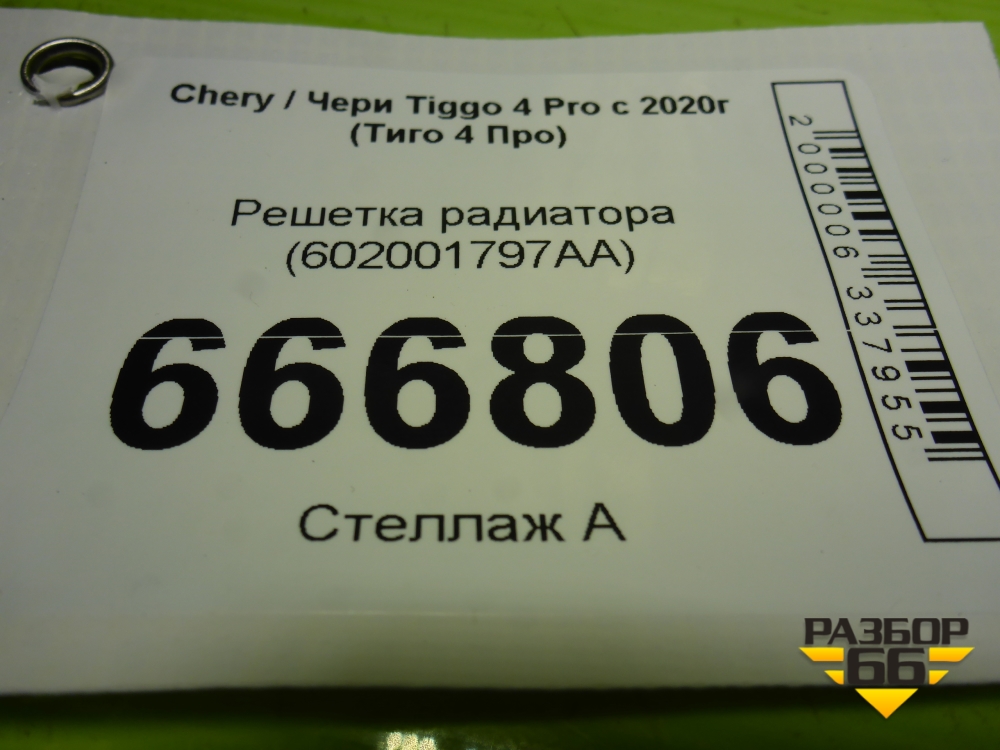 Chery / Чери Tiggo 4 Pro с 2020г
(Тиго 4 Про)
Решетка радиатора
(602001797AA)
666806
Стеллаж А
2000006337955
РАЗБОР
66